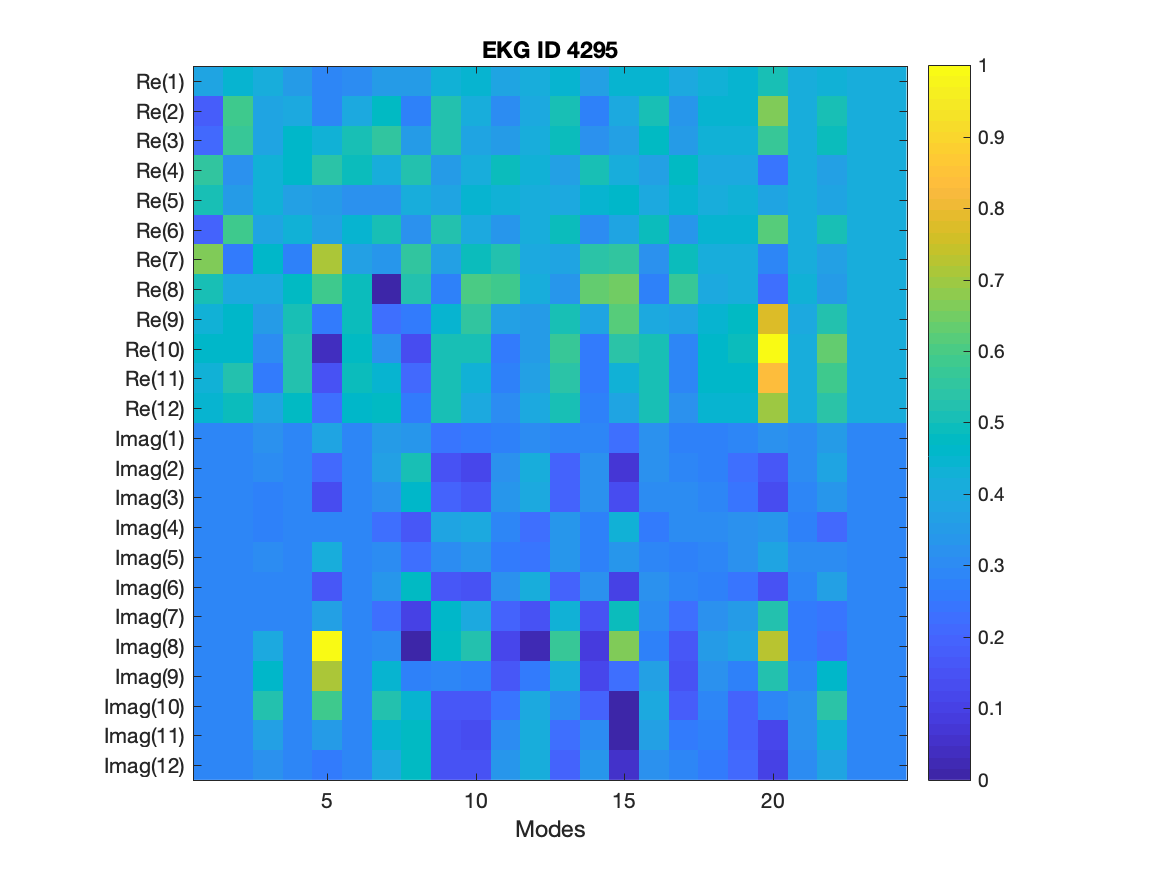 EKG ID 4295
Re(1)
Re(2)
Re(3)
Re(4)
Re(5)
Re(6)
Re(7)
Re(8)
Re(9)
Re(10)
Re(11)
Re(12)
Imag(1)
Imag(2)
Imag(3)
Imag(4)
Imag(5)
Imag(6)
Imag(7)
Imag(8)
Imag(9)
Imag(10)
Imag(11)
Imag(12)
5 10 15 20
Modes
1
0.9
0.8
0.7
0.6
0.5
0.4
0.3
0.2
0.1
0